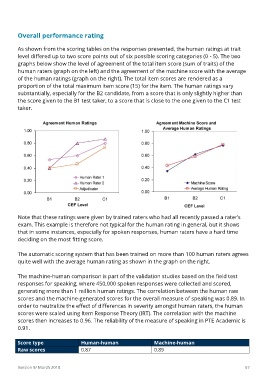 Overall performance rating
As shown from the scoring tables on the responses presented, the human ratings at trait
level differed up to two score points out of six possible scoring categories (0 - 5). The two
graphs below show the level of agreement of the total item score (sum of traits) of the
human raters (graph on the left) and the agreement of the machine score with the average
of the human ratings (graph on the right). The total item scores are rendered as a
proportion of the total maximum item score (15) for the item. The human ratings vary
substantially, especially for the B2 candidate, from a score that is only slightly higher than
the score given to the B1 test taker, to a score that is close to the one given to the C1 test
taker.
Agreement Human Ratings
1.00
0.80
0.60
0.40
0.20
0.00
Human Rater 1
Human Rater 2
Adjudicator
B1 B2 C1
CEF Level
Agreement Machine Score and
Average Human Ratings
1.00
0.80
0.60
0.40
0.20
0.00
Machine Score
Average Human Rating
B1 B2 C1
CEF Level
Note that these ratings were given by trained raters who had all recently passed a rater's
exam. This example is therefore not typical for the human rating in general, but it shows
that in some instances, especially for spoken responses, human raters have a hard time
deciding on the most fitting score.
The automatic scoring system that has been trained on more than 100 human raters agrees
quite well with the average human rating as shown in the graph on the right.
The machine-human comparison is part of the validation studies based on the field test
responses for speaking, where 450,000 spoken responses were collected and scored,
generating more than 1 million human ratings. The correlation between the human raw
scores and the machine-generated scores for the overall measure of speaking was 0.89. In
order to neutralize the effect of differences in severity amongst human raters, the human
scores were scaled using Item Response Theory (IRT). The correlation with the machine
scores then increases to 0.96. The reliability of the measure of speaking in PTE Academic is
0.91.
Score type Human-human Machine-human
Raw scores 0.87 0.89